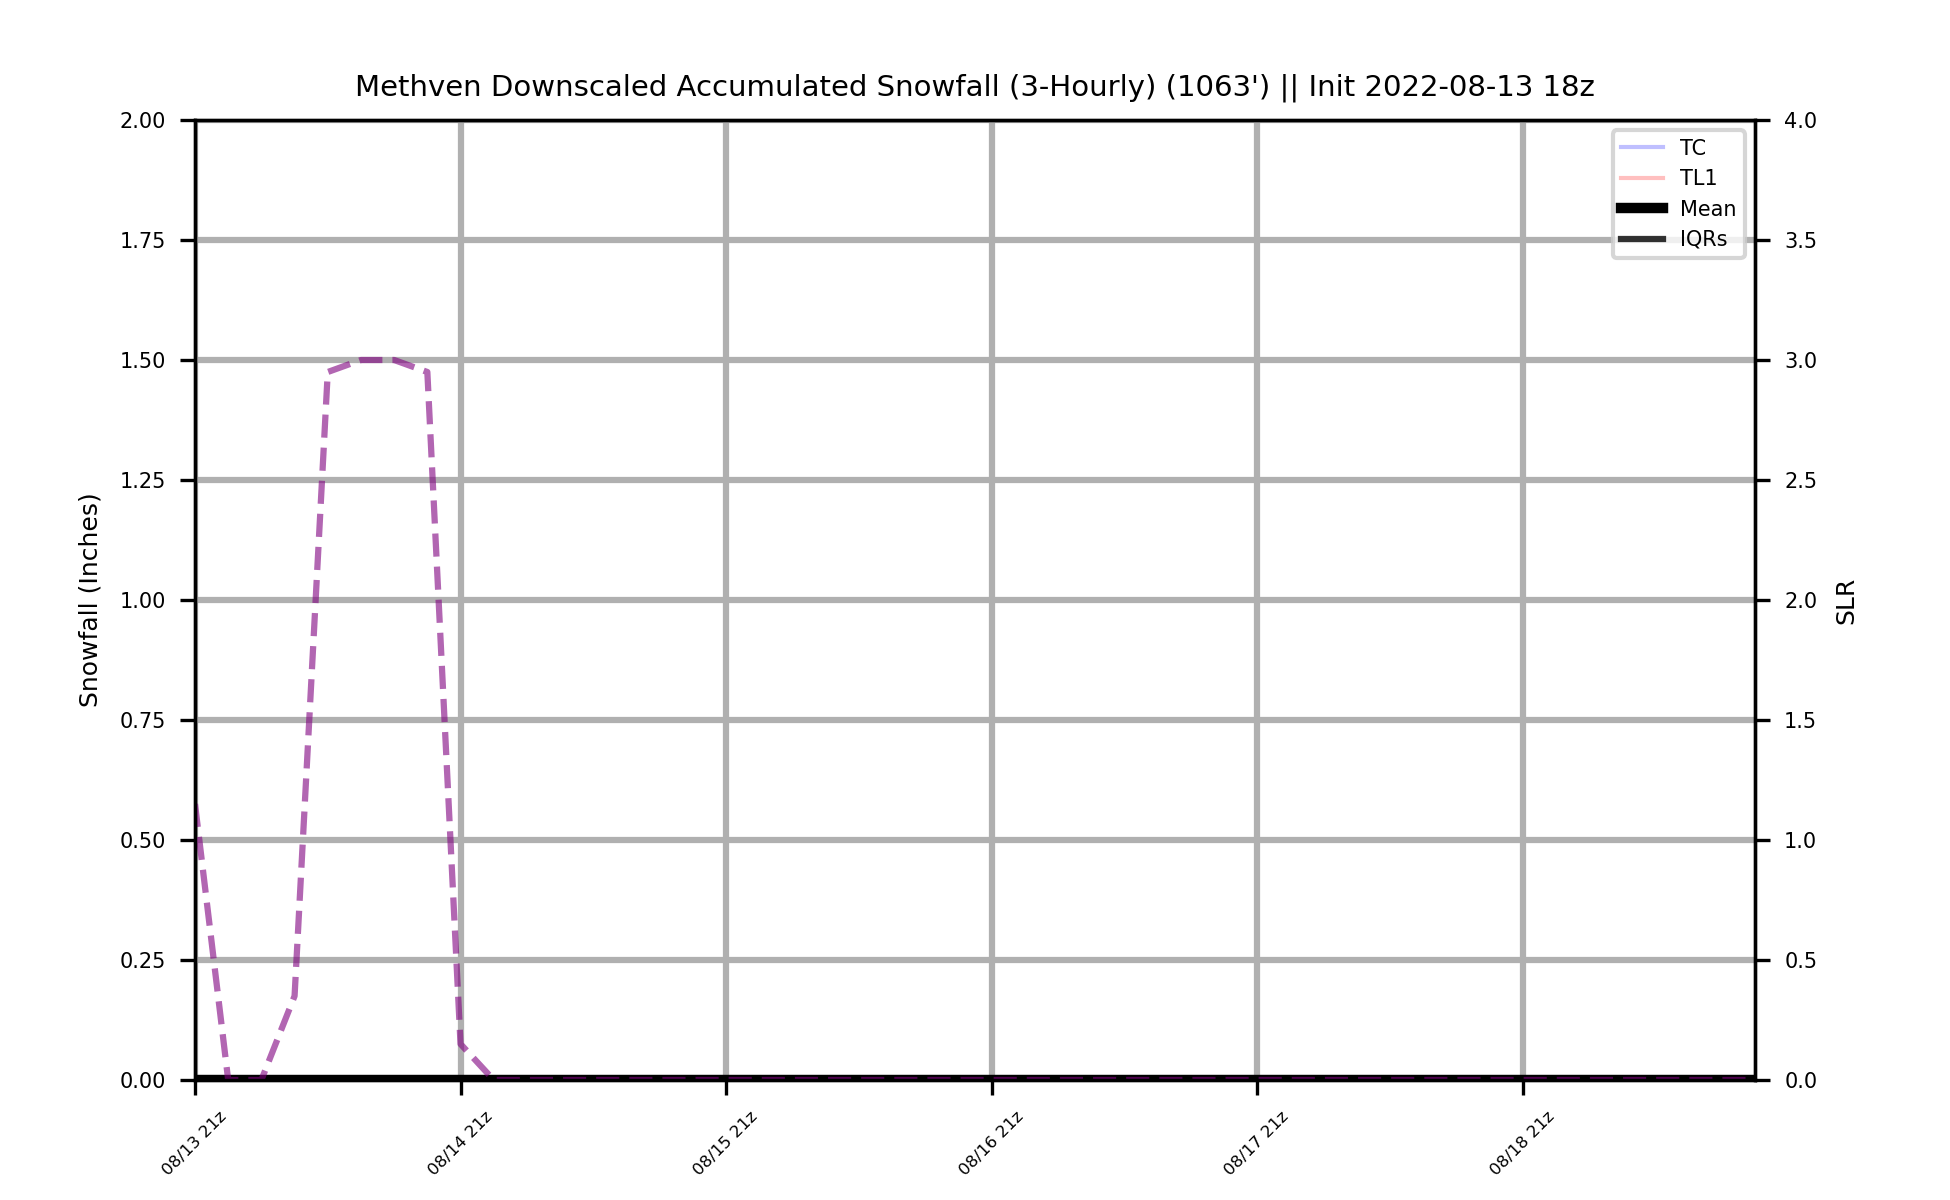 Methven Downscaled Accumulated Snowfall (3-Hourly) (1063') || Init 2022-08-13 18z
2.00
1.75
1.50
1.25
1.00
0.75
0.50
0.25
0.00
Snowfall (Inches)
4.0
3.5
3.0
2.5
2.0
1.5
1.0
0.5
0.0
SLR
TC
TL1
Mean
IQRs
08/13 21z
08/14 21z
08/15 21z
08/16 21z
08/17 21z
08/18 21z